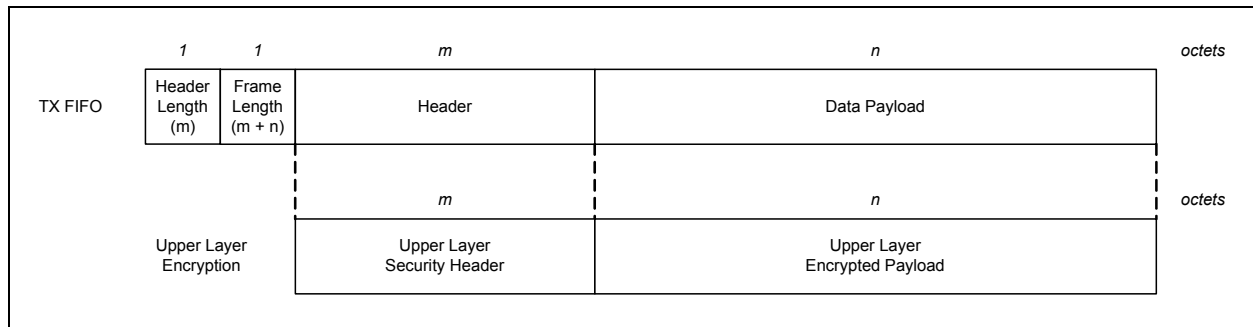 1 1 m n octets
TX FIFO
Header
Length
(m)
Frame
Length
(m + n)
Header
Data Payload
m n octets
Upper Layer
Encryption
Upper Layer
Security Header
Upper Layer
Encrypted Payload